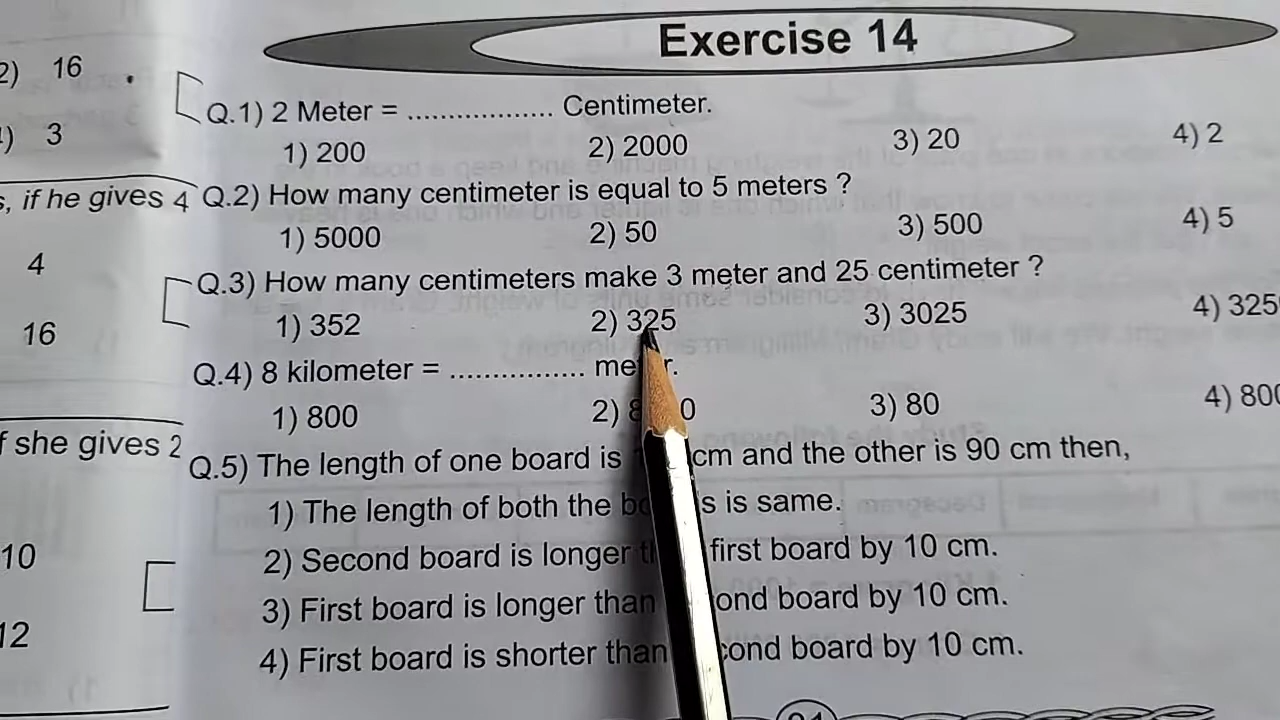 2) 16
3
s, if he gives 4
4
16
f she gives 2
10
12
Exercise 14
Q.1) 2 Meter = .................. Centimeter.
1) 200 2) 2000 3) 20 4) 2
Q.2) How many centimeter is equal to 5 meters ?
1) 5000 2) 50 3) 500 4) 5
Q.3) How many centimeters make 3 meter and 25 centimeter ?
1) 352 2) 325 3) 3025 4) 325
Q.4) 8 kilometer = ................
1) 800 2) 3) 80 4)
Q.5) The length of one board is cm and the other is 90 cm then,
1) The length of both the is same.
2) Second board is longer first board by 10 cm.
3) First board is longer than board by 10 cm.
4) First board is shorter than board by 10 cm.